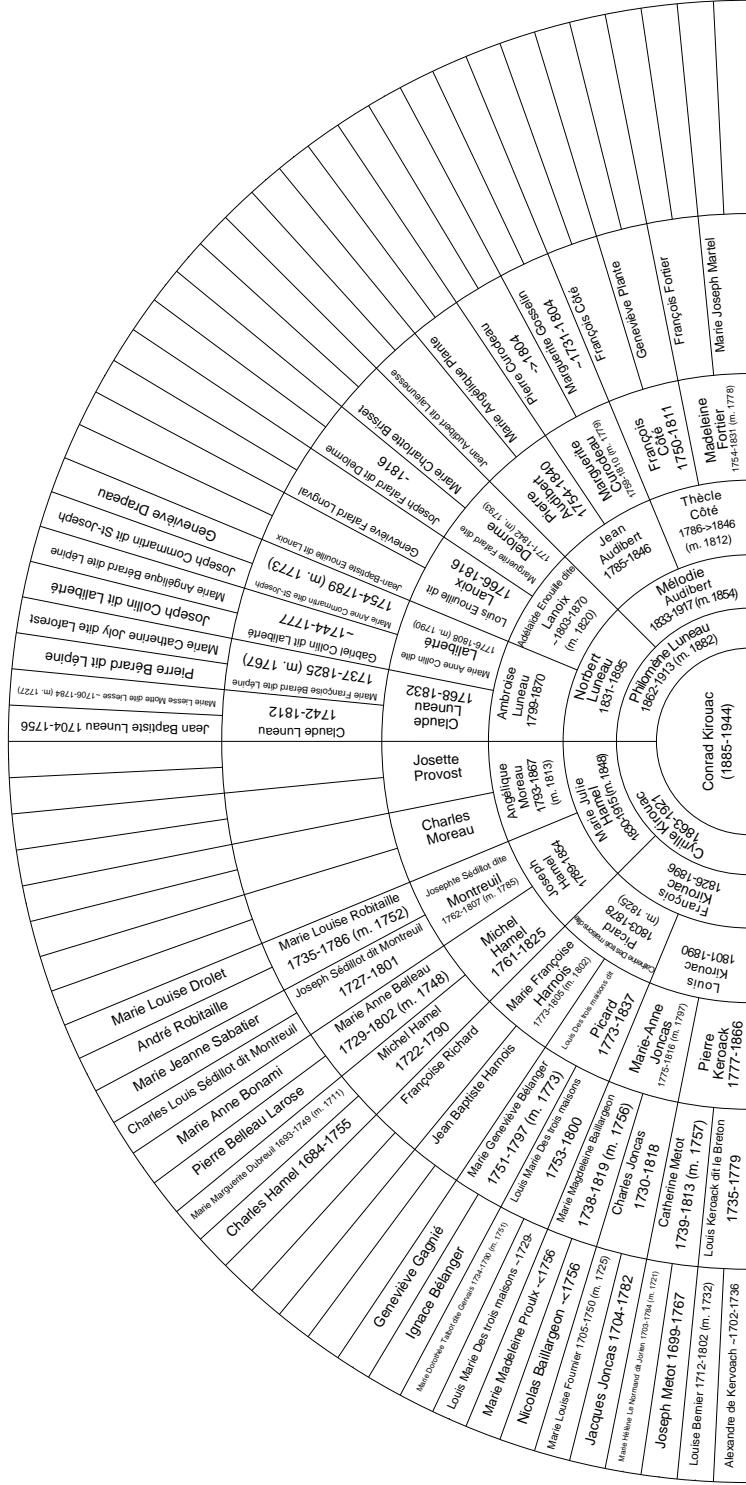 Conrad Kirouac
(1885-1944)
Cyrille Kirouac
1863-1921
Philomène Luneau
1862-1913 (m. 1882)
François
Kirouac
1826-1896
Marie Julie
Hamel
1830-1915 (m. 1848)
Norbert
Luneau
1831-1895
Mélodie
Audibert
1833-1917 (m. 1854)
Louis
Kirouac
1801-1890
Catherine Des trois maisons dite
Picard
1803-1878
(m. 1825)
Joseph
Hamel
1789-1854
Angélique
Moreau
1793-1867
(m. 1813)
Ambroise
Luneau
1799-1870
Adélaïde Enouille dite
Lanoix
~1803-1870
(m. 1820)
Jean
Audibert
1785-1846
Thècle
Côté
1786->1846
(m. 1812)
Pierre
Keroack
1777-1866
Marie-Anne
Joncas
1775-1816 (m. 1797)
Louis Des trois maisons dit
Picard
1773-1837
Marie Françoise
Harnois
1773-1805 (m. 1802)
Michel
Hamel
1761-1825
Josephte Sédillot dite
Montreuil
1762-1807 (m. 1785)
Charles
Moreau
Josette
Provost
Claude
Luneau
1768-1832
Marie Anne Collin dite
Laliberté
1776-1808 (m. 1790)
Louis Enouille dit
Lanoix
1766-1816
Marguerite Fafard dite
Delorme
1771-1842 (m. 1793)
Pierre
Audibert
1754-1840
Marguerite
Curodeau
1759-1810 (m. 1779)
François
Côté
1750-1811
Madeleine
Fortier
1754-1831 (m. 1778)
Louis Keroack dit le Breton
1735-1779
Catherine Metot
1739-1813 (m. 1757)
Charles Joncas
1730-1818
Marie Magdeleine Baillargeon
1738-1819 (m. 1756)
Louis Marie Des trois maisons
1753-1800
Marie Geneviève Bélanger
1751-1797 (m. 1773)
Jean Baptiste Harnois
Françoise Richard
Michel Hamel
1722-1790
Marie Anne Belleau
1729-1802 (m. 1748)
Joseph Sédillot dit Montreuil
1727-1801
Marie Louise Robitaille
1735-1786 (m. 1752)
Claude Luneau
1742-1812
Marie Françoise Bérard dite Lépine
1737-1825 (m. 1767)
Gabriel Collin dit Laliberté
~1744-1777
Marie Anne Commartin dite St-Joseph
1754-1789 (m. 1773)
Jean-Baptiste Enouille dit Lanoix
Geneviève Fafard Longval
Joseph Fafard dit Delorme
-1816
Marie Charlotte Brisset
Jean Audibert dit Lajeunesse
Marie Angélique Plante
Pierre Curodeau
>1804
Marguerite Gosselin
~1731-1804
François Côté
Geneviève Plante
François Fortier
Marie Joseph Martel
Alexandre de Kervoach ~1702-1736
Louise Bernier 1712-1802 (m. 1732)
Joseph Metot 1699-1767
Marie Hélène Le Normand dit Jorien 1703-1784 (m. 1721)
Jacques Joncas 1704-1782
Marie Louise Fournier 1705-1750 (m. 1725)
Nicolas Baillargeon -<1756
Marie Madeleine Proulx -<1756
Louis Marie Des trois maisons ~1729-
Marie Dorothée Talbot dite Gervais 1734-1790 (m. 1751)
Ignace Bélanger
Geneviève Gagnié
Charles Hamel 1684-1755
Marie Marguerite Dubreuil 1693-1749 (m. 1711)
Pierre Belleau Larose
Marie Anne Bonami
Charles Louis Sédillot dit Montreuil
Marie Jeanne Sabatier
André Robitaille
Marie Louise Drolet
Jean Baptiste Luneau 1704-1756
Marie Liesse Motte dite Liesse ~1706-1784 (m. 1727)
Pierre Bérard dit Lépine
Marie Catherine Joly dite Laforest
Joseph Collin dit Laliberté
Marie Angélique Bérard dite Lépine
Joseph Commartin dit St-Joseph
Geneviève Drapeau